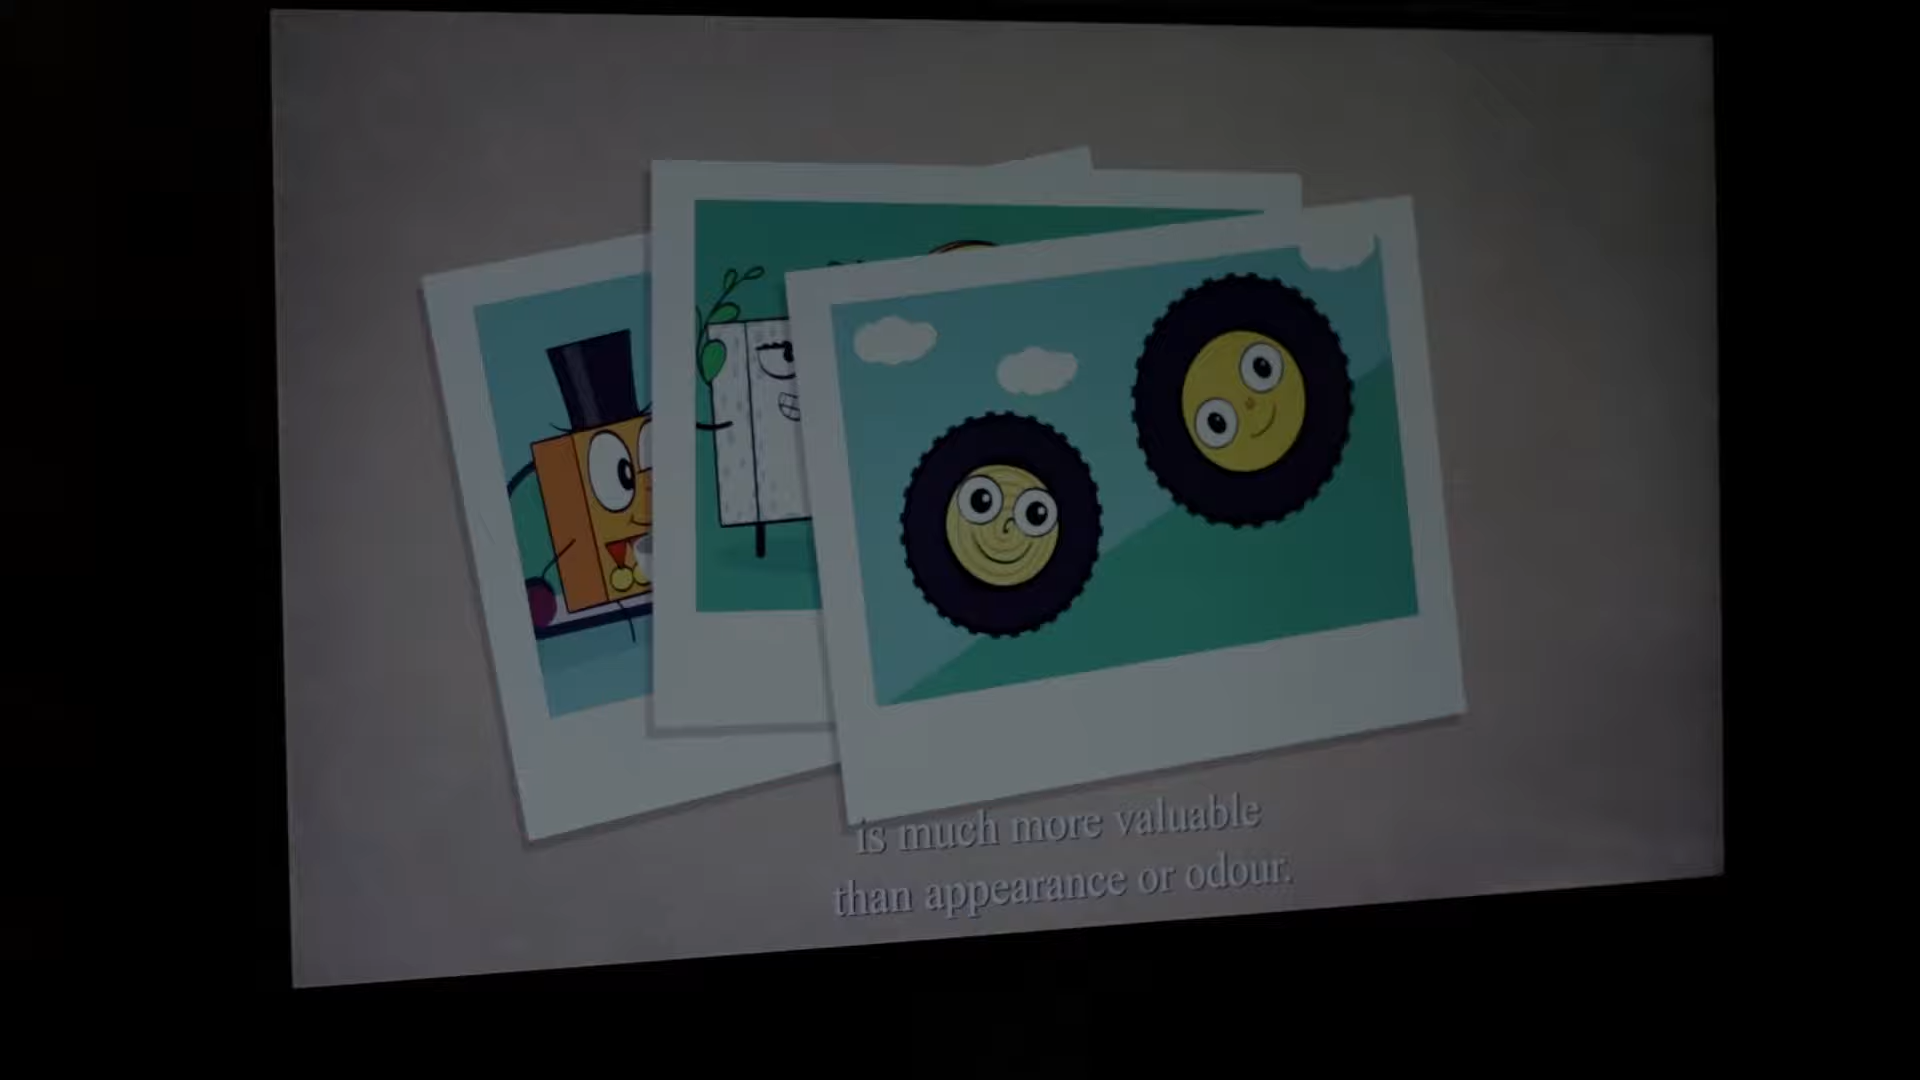 is much more valuable
than appearance or odour.